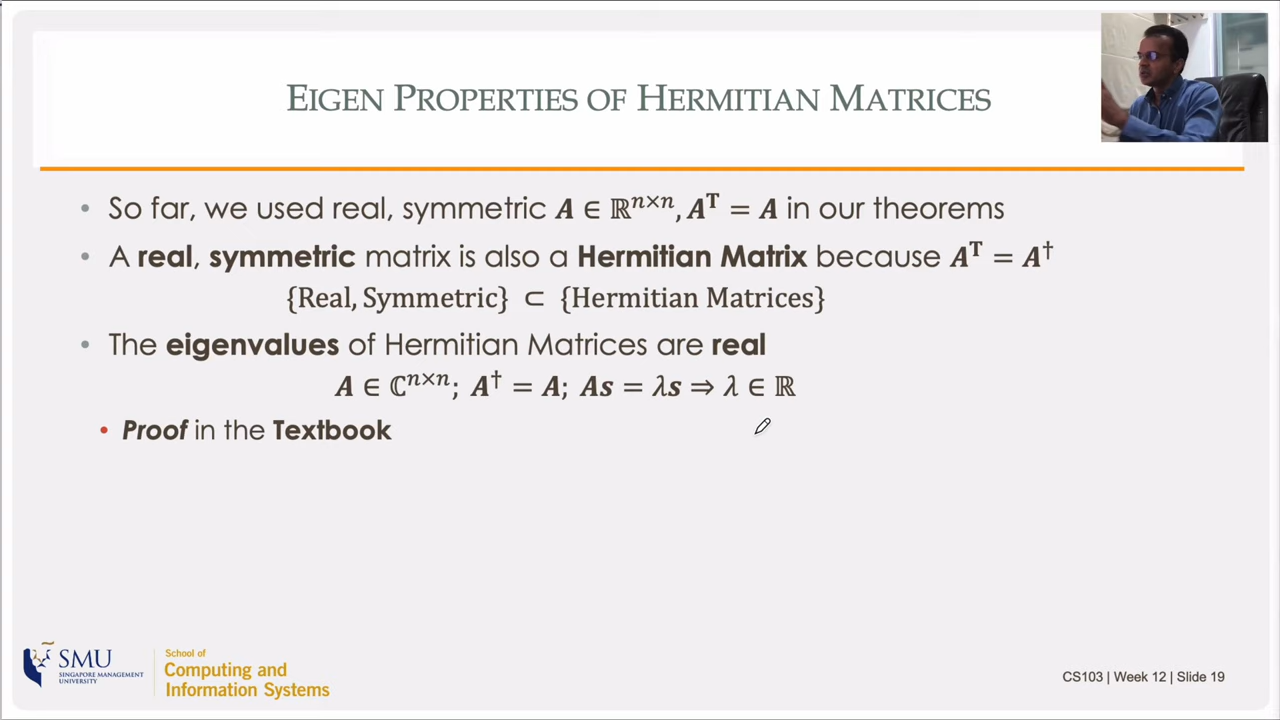 EIGEN PROPERTIES OF HERMITIAN MATRICES
• So far, we used real, symmetric A ∈ ℝⁿˣⁿ, Aᵀ = A in our theorems
• A real, symmetric matrix is also a Hermitian Matrix because Aᵀ = A†
{Real, Symmetric} ⊂ {Hermitian Matrices}
• The eigenvalues of Hermitian Matrices are real
A ∈ ℂⁿˣⁿ; A† = A; As = λs ⇒ λ ∈ ℝ
• Proof in the Textbook
SMU
SINGAPORE MANAGEMENT
UNIVERSITY
School of
Computing and
Information Systems
CS103 | Week 12 | Slide 19